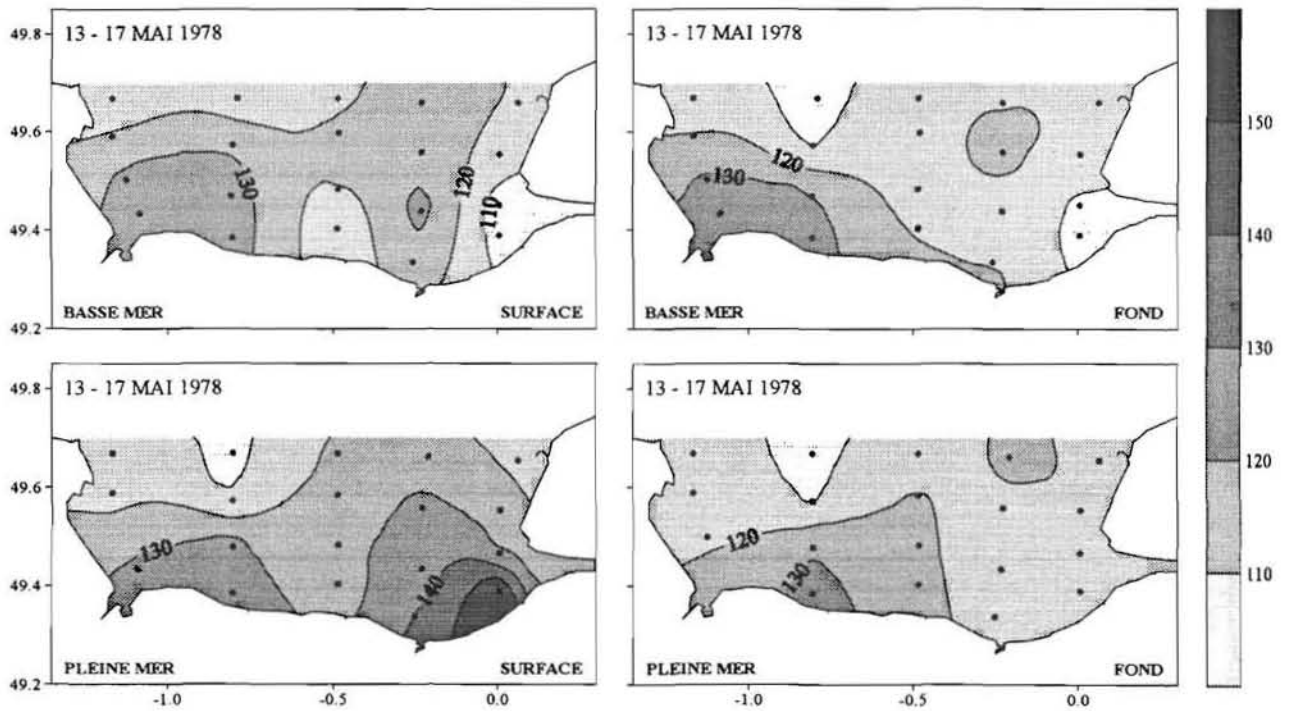 49.8
13 - 17 MAI 1978
13 - 17 MAI 1978
49.6
120
130
130
120
110
49.4
BASSE MER
SURFACE
BASSE MER
FOND
49.2
150
140
130
120
110
49.8
13 - 17 MAI 1978
13 - 17 MAI 1978
49.6
130
120
140
130
49.4
PLEINE MER
SURFACE
PLEINE MER
FOND
49.2
-1.0
-0.5
0.0
-1.0
-0.5
0.0